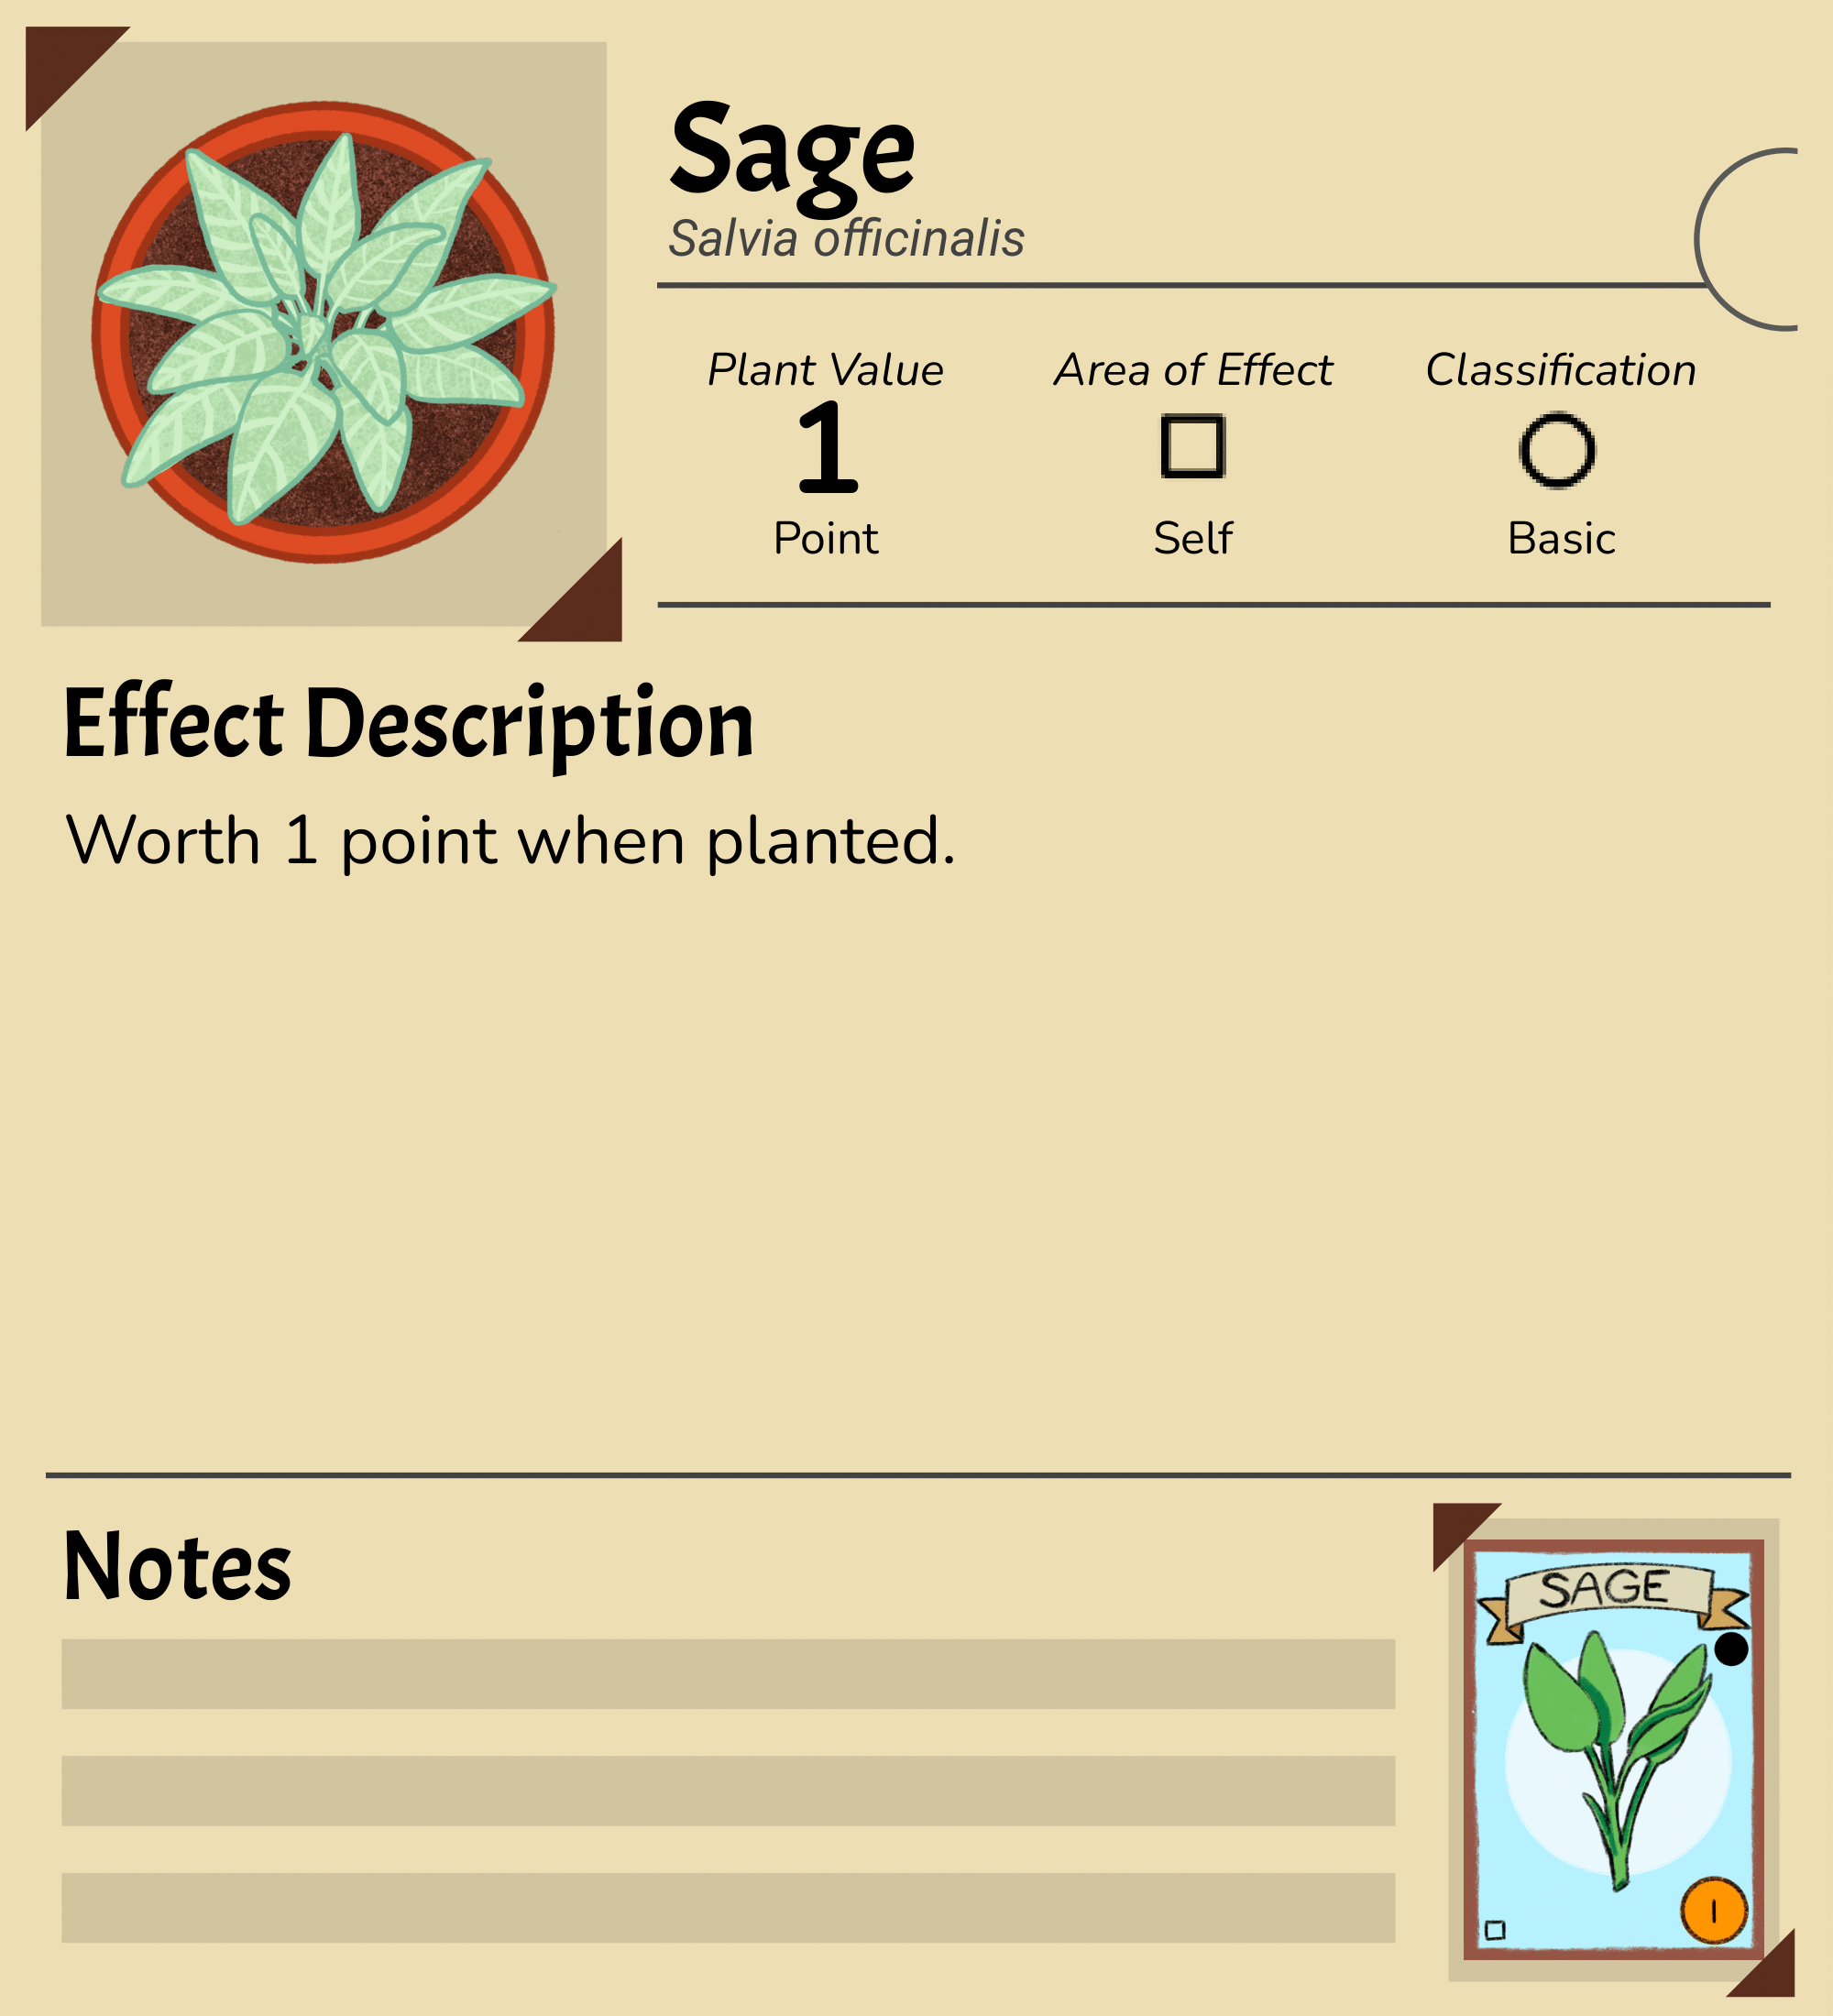 Sage
Salvia officinalis
Plant Value
Area of Effect
Classification
1
Point
Self
Basic
Effect Description
Worth 1 point when planted.
Notes
SAGE
1